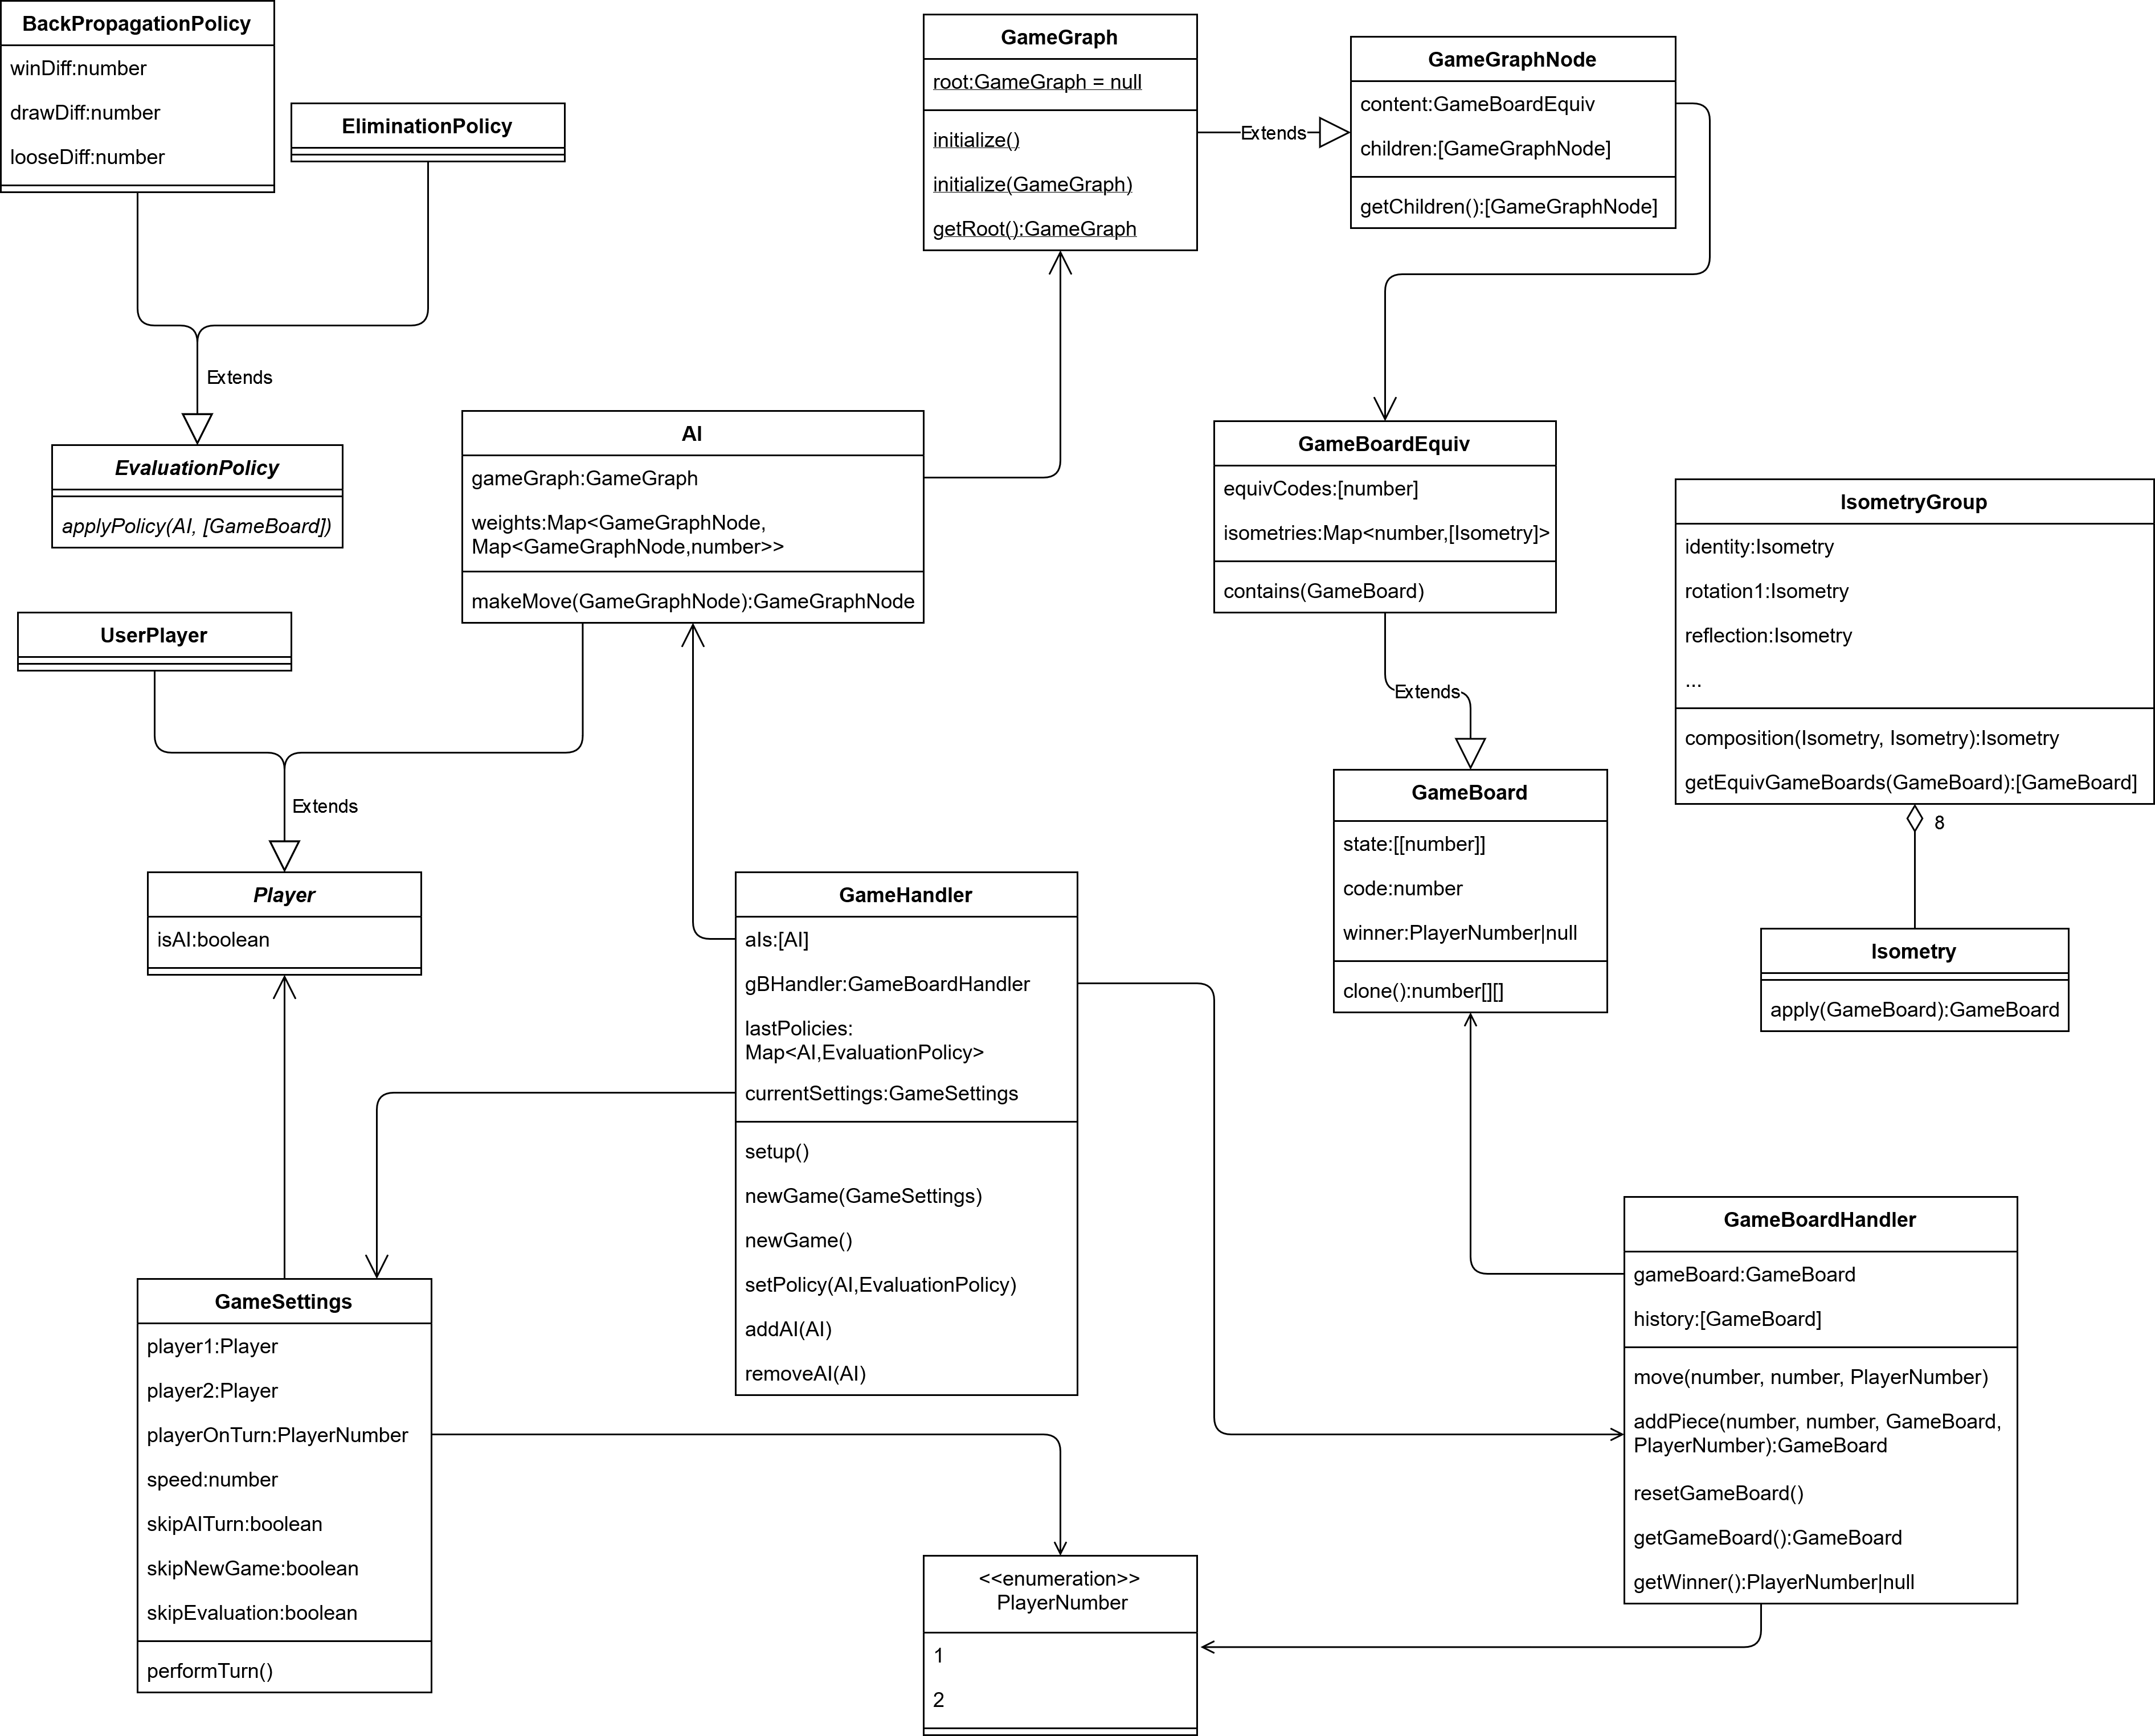 BackPropagationPolicy
winDiff:number
drawDiff:number
looseDiff:number
EliminationPolicy
Extends
EvaluationPolicy
applyPolicy(AI, [GameBoard])
GameGraph
root:GameGraph = null
initialize()
initialize(GameGraph)
getRoot():GameGraph
Extends
GameGraphNode
content:GameBoardEquiv
children:[GameGraphNode]
getChildren():[GameGraphNode]
AI
gameGraph:GameGraph
weights:Map<GameGraphNode,
Map<GameGraphNode,number>>
makeMove(GameGraphNode):GameGraphNode
GameBoardEquiv
equivCodes:[number]
isometries:Map<number,[Isometry]>
contains(GameBoard)
Extends
IsometryGroup
identity:Isometry
rotation1:Isometry
reflection:Isometry
...
composition(Isometry, Isometry):Isometry
getEquivGameBoards(GameBoard):[GameBoard]
8
Isometry
apply(GameBoard):GameBoard
UserPlayer
Extends
Player
isAI:boolean
GameHandler
aIs:[AI]
gBHandler:GameBoardHandler
lastPolicies:
Map<AI,EvaluationPolicy>
currentSettings:GameSettings
setup()
newGame(GameSettings)
newGame()
setPolicy(AI,EvaluationPolicy)
addAI(AI)
removeAI(AI)
GameBoard
state:[[number]]
code:number
winner:PlayerNumber|null
clone():number[][]
GameBoardHandler
gameBoard:GameBoard
history:[GameBoard]
move(number, number, PlayerNumber)
addPiece(number, number, GameBoard,
PlayerNumber):GameBoard
resetGameBoard()
getGameBoard():GameBoard
getWinner():PlayerNumber|null
GameSettings
player1:Player
player2:Player
playerOnTurn:PlayerNumber
speed:number
skipAITurn:boolean
skipNewGame:boolean
skipEvaluation:boolean
performTurn()
<<enumeration>>
PlayerNumber
1
2